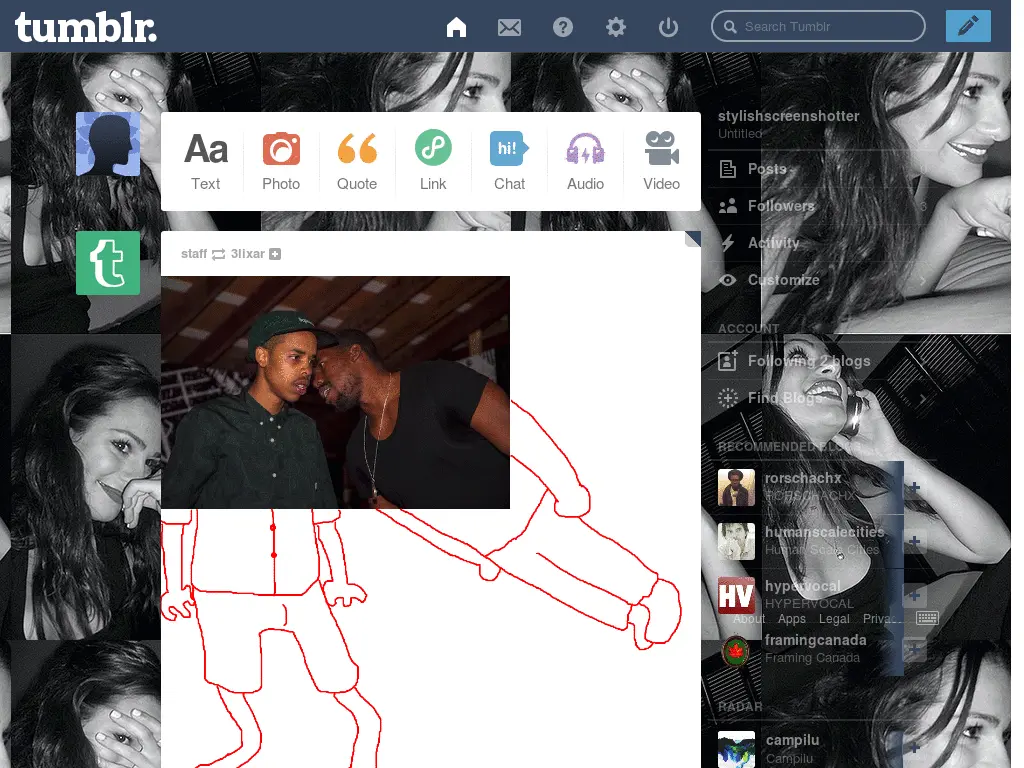 tumblr.
Search Tumblr
Aa
hi!
Text
Photo
Quote
Link
Chat
Audio
Video
staff 3lixar
stylishscreenshotter
Untitled
Posts
Followers
3
Activity
Customize
ACCOUNT
Following 2 blogs
Find Blogs
RECOMMENDED BLOGS
rorschachx
RORSCHACHX
humanscalecities
Human Scale Cities
HV
hypervocal
HYPERVOCAL
About Apps Legal Privacy
framingcanada
Framing Canada
RADAR
campilu
Campilu